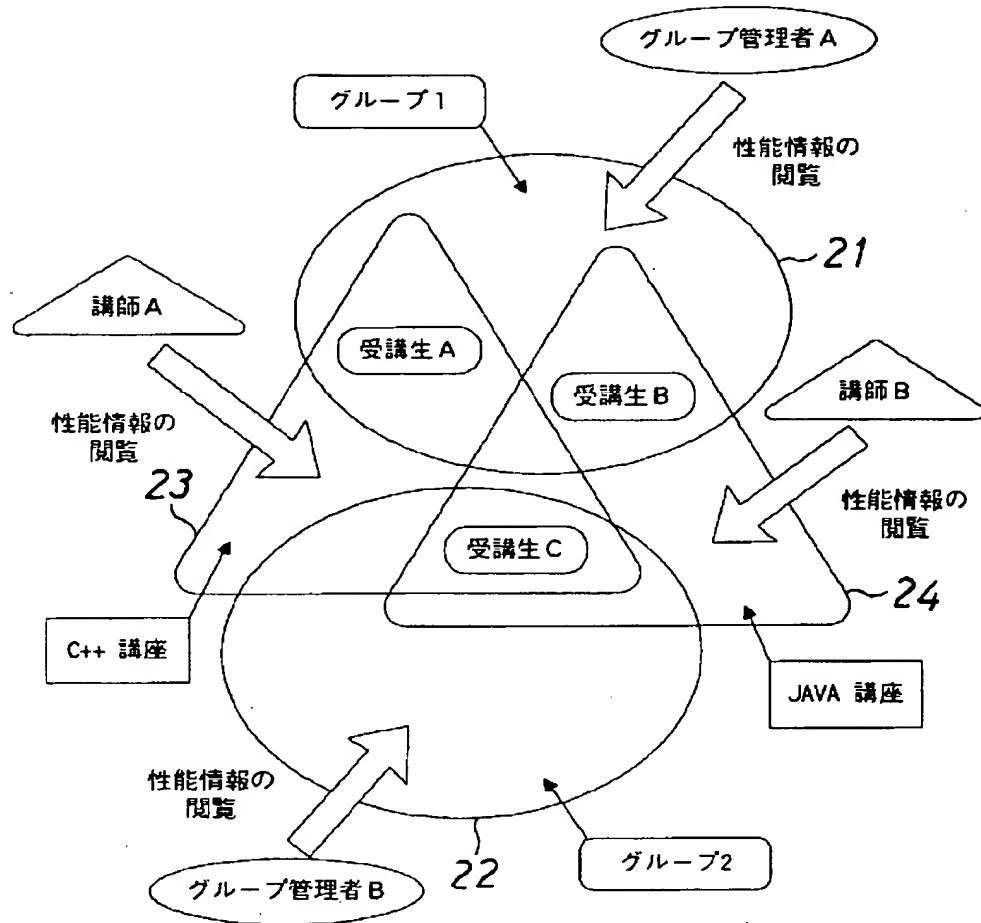 グループ管理者A
グループ1
性能情報の
閲覧
21
講師A
受講生A
受講生B
講師B
性能情報の
閲覧
23
性能情報の
閲覧
受講生C
24
C++ 講座
JAVA 講座
性能情報の
閲覧
グループ2
22
グループ管理者B